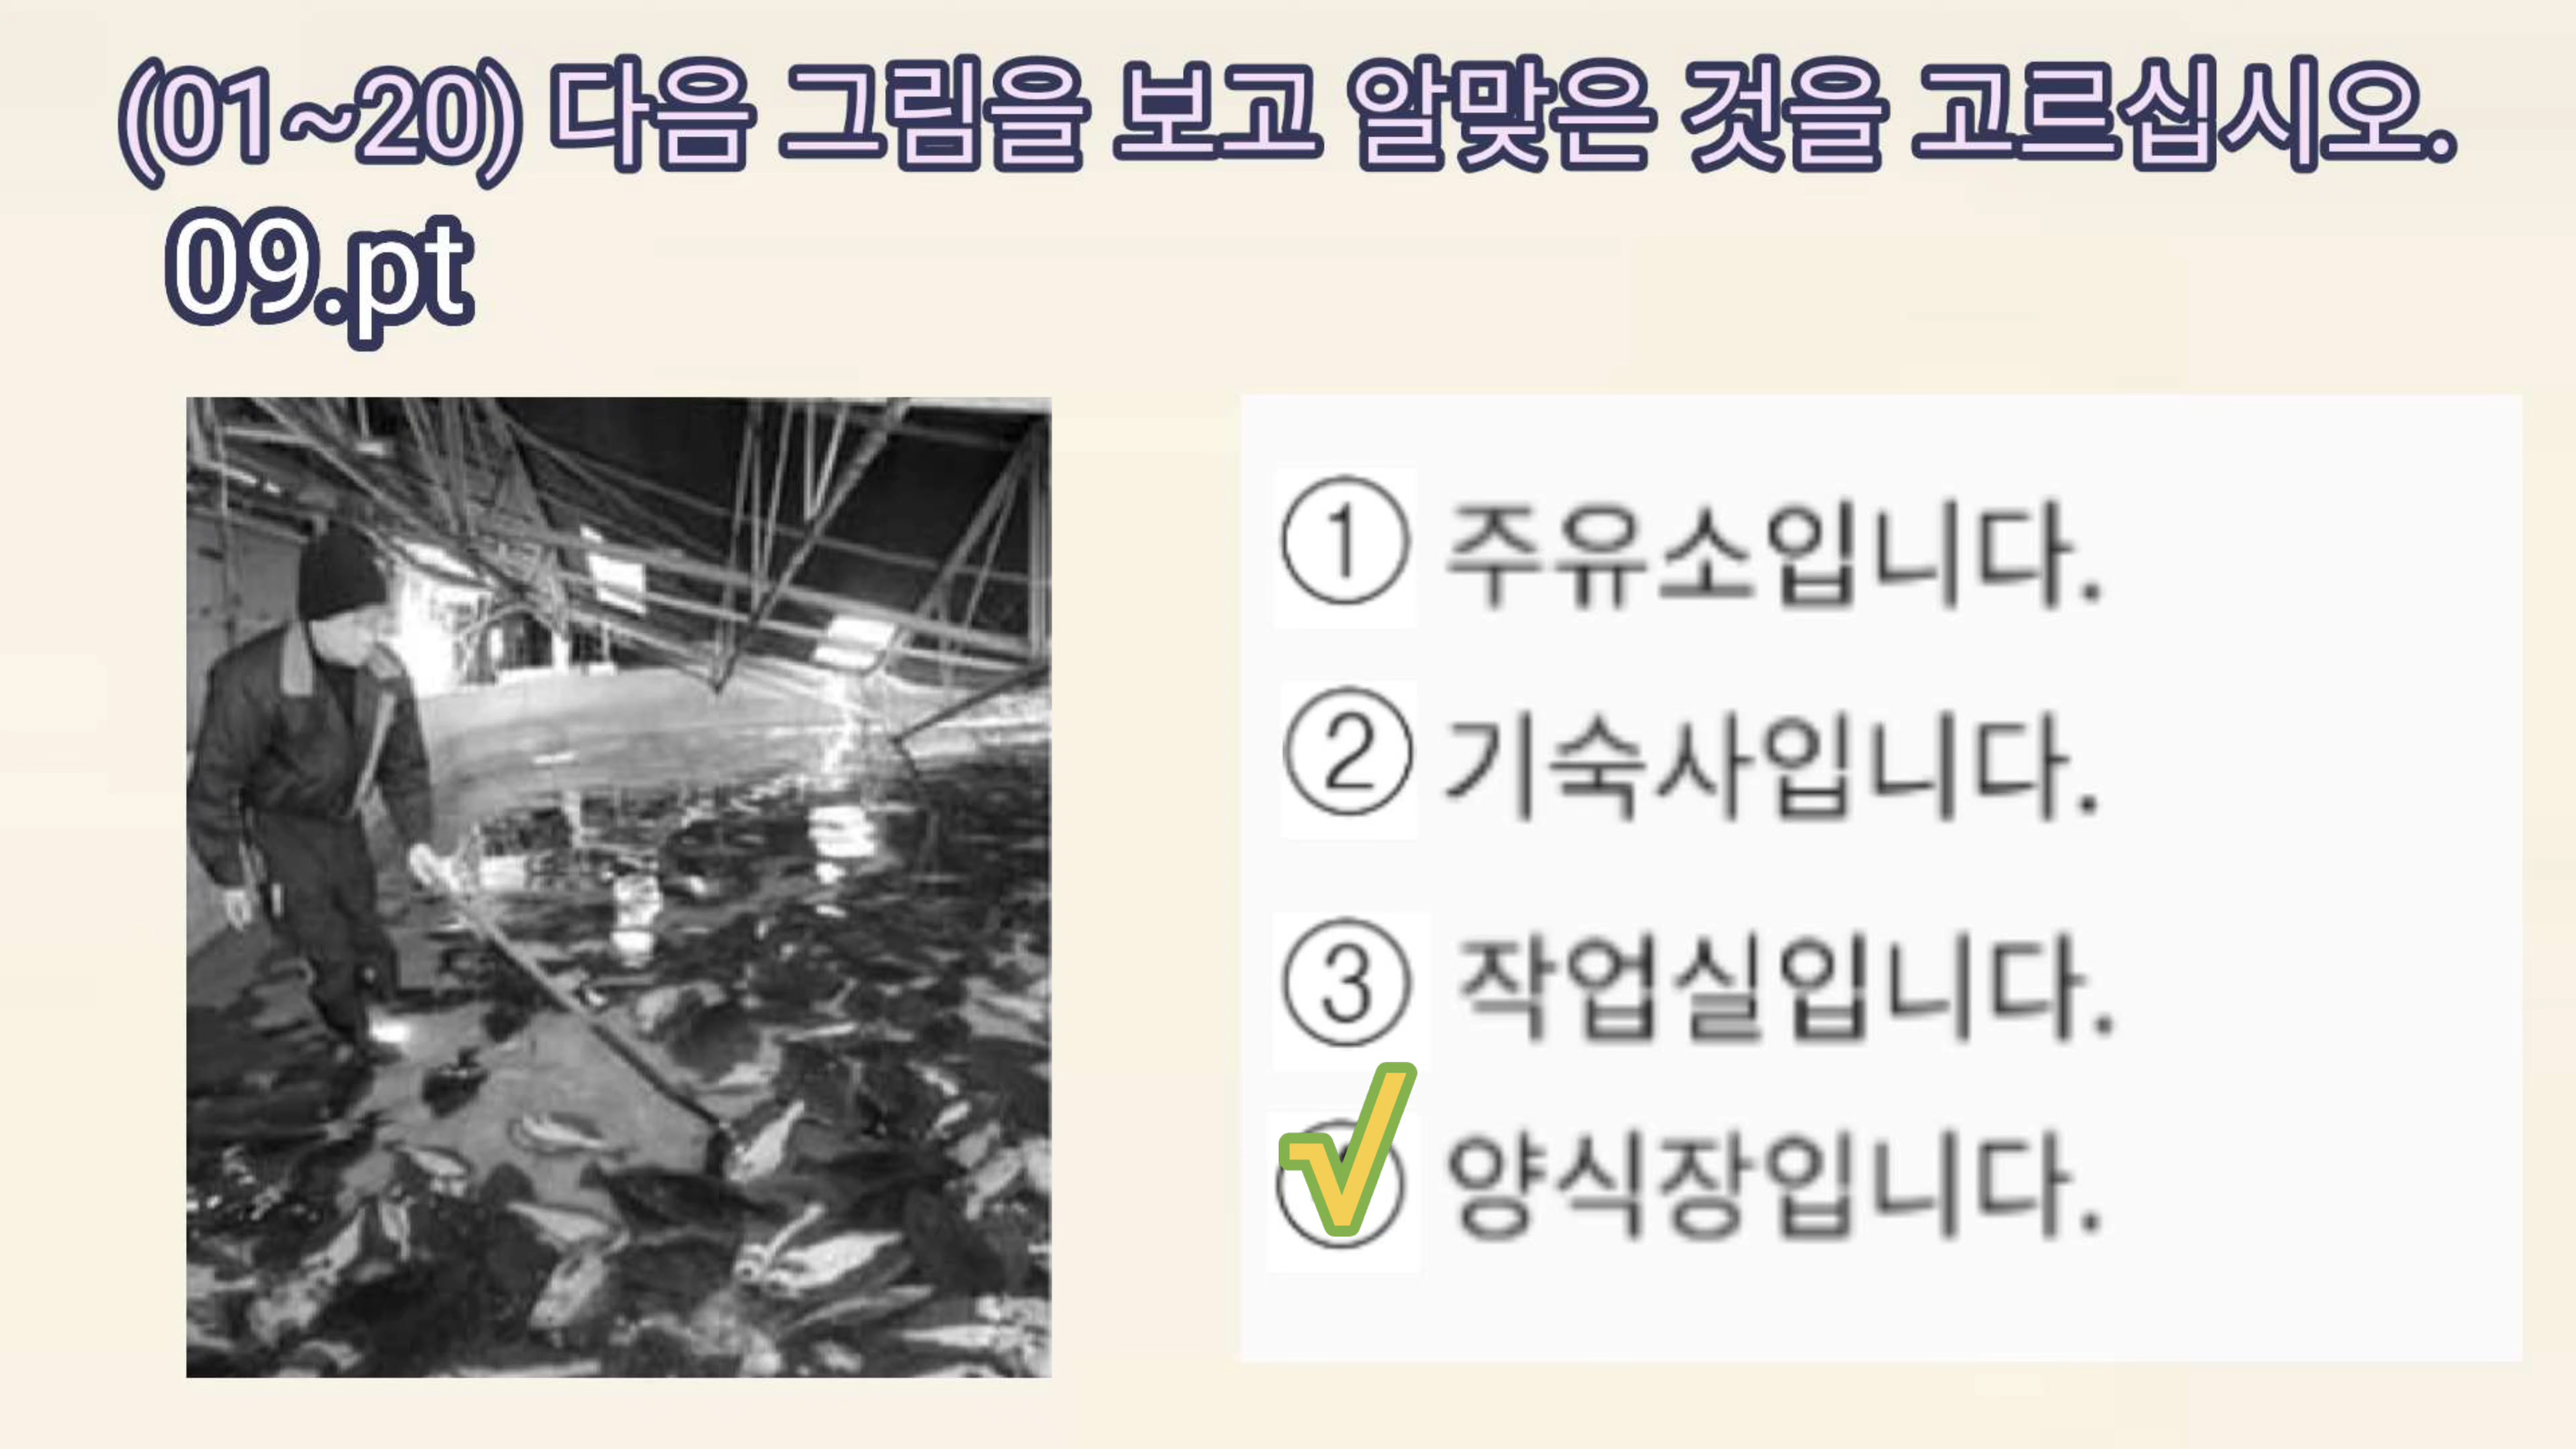 (01~20) 다음 그림을 보고 알맞은 것을 고르십시오.
09.pt
① 주유소입니다.
② 기숙사입니다.
③ 작업실입니다.
양식장입니다.